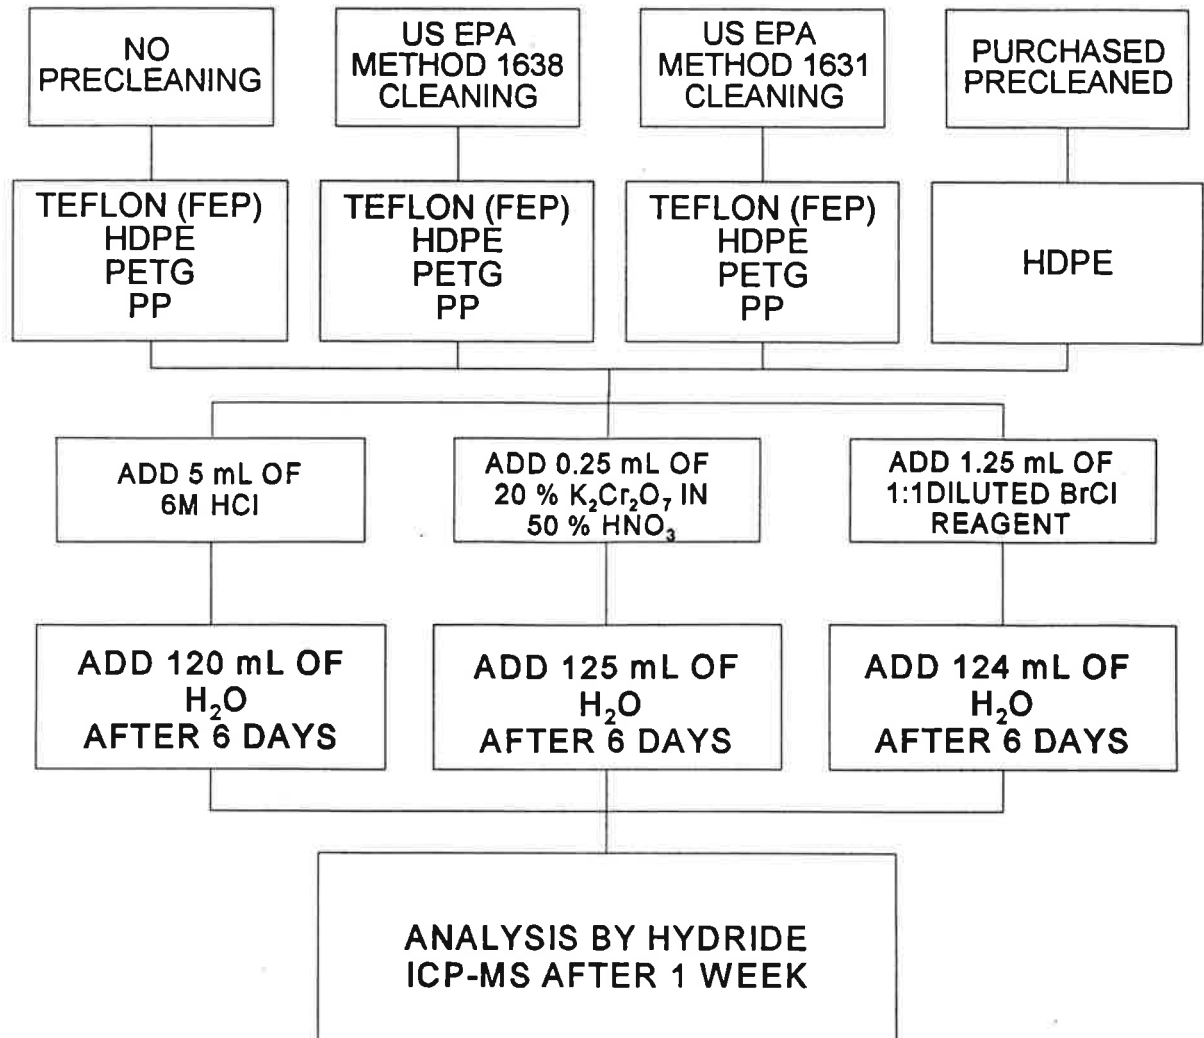 NO
PRECLEANING
US EPA
METHOD 1638
CLEANING
US EPA
METHOD 1631
CLEANING
PURCHASED
PRECLEANED
TEFLON (FEP)
HDPE
PETG
PP
TEFLON (FEP)
HDPE
PETG
PP
TEFLON (FEP)
HDPE
PETG
PP
HDPE
ADD 5 mL OF
6M HCl
ADD 0.25 mL OF
20 % K₂Cr₂O₇ IN
50 % HNO₃
ADD 1.25 mL OF
1:1DILUTED BrCl
REAGENT
ADD 120 mL OF
H₂O
AFTER 6 DAYS
ADD 125 mL OF
H₂O
AFTER 6 DAYS
ADD 124 mL OF
H₂O
AFTER 6 DAYS
ANALYSIS BY HYDRIDE
ICP-MS AFTER 1 WEEK